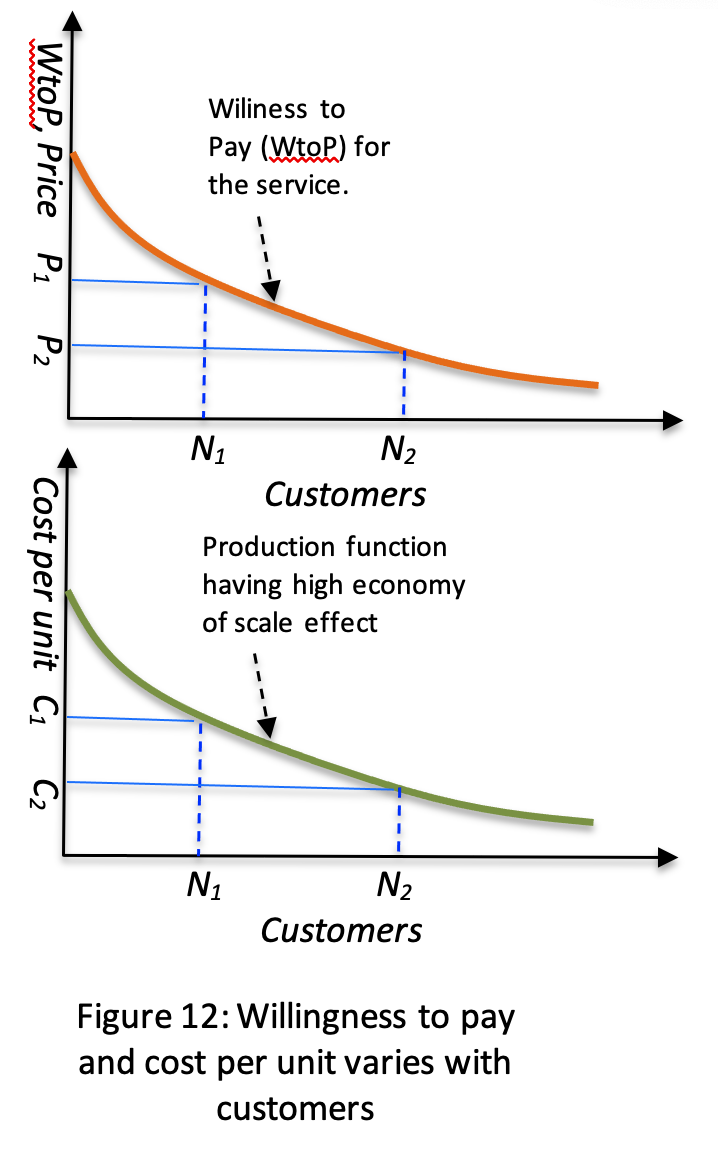 WtoP, Price P1 P2
Wiliness to
Pay (WtoP) for
the service.
N1 N2
Customers
Cost per unit C1 C2
Production function
having high economy
of scale effect
N1 N2
Customers
Figure 12: Willingness to pay
and cost per unit varies with
customers